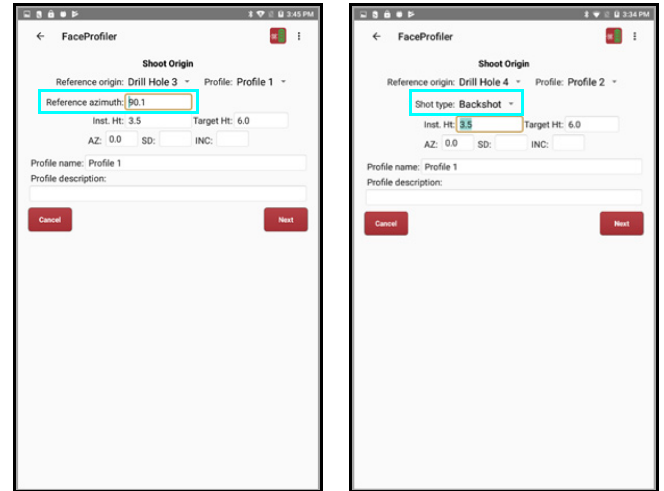 3:45 PM
FaceProfiler
Shoot Origin
Reference origin: Drill Hole 3 Profile: Profile 1
Reference azimuth: 90.1
Inst. Ht: 3.5 Target Ht: 6.0
AZ: 0.0 SD: INC:
Profile name: Profile 1
Profile description:
Cancel Next
3:34 PM
FaceProfiler
Shoot Origin
Reference origin: Drill Hole 4 Profile: Profile 2
Shot type: Backshot
Inst. Ht: 3.5 Target Ht: 6.0
AZ: 0.0 SD: INC:
Profile name: Profile 1
Profile description:
Cancel Next